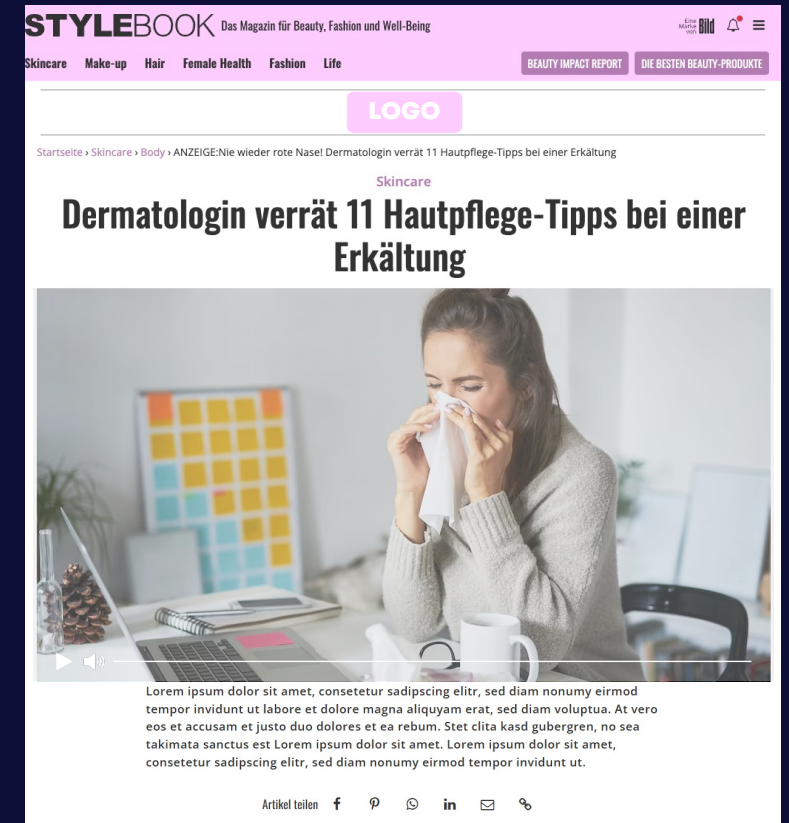 STYLEBOOK Das Magazin für Beauty, Fashion und Well-Being
Eine Marke von Bild
Skincare Make-up Hair Female Health Fashion Life BEAUTY IMPACT REPORT DIE BESTEN BEAUTY-PRODUKTE
LOGO
Startseite › Skincare › Body › ANZEIGE:Nie wieder rote Nase! Dermatologin verrät 11 Hautpflege-Tipps bei einer Erkältung
Skincare
Dermatologin verrät 11 Hautpflege-Tipps bei einer
Erkältung
Lorem ipsum dolor sit amet, consetetur sadipscing elitr, sed diam nonumy eirmod
tempor invidunt ut labore et dolore magna aliquyam erat, sed diam voluptua. At vero
eos et accusam et justo duo dolores et ea rebum. Stet clita kasd gubergren, no sea
takimata sanctus est Lorem ipsum dolor sit amet. Lorem ipsum dolor sit amet,
consetetur sadipscing elitr, sed diam nonumy eirmod tempor invidunt ut.
Artikel teilen